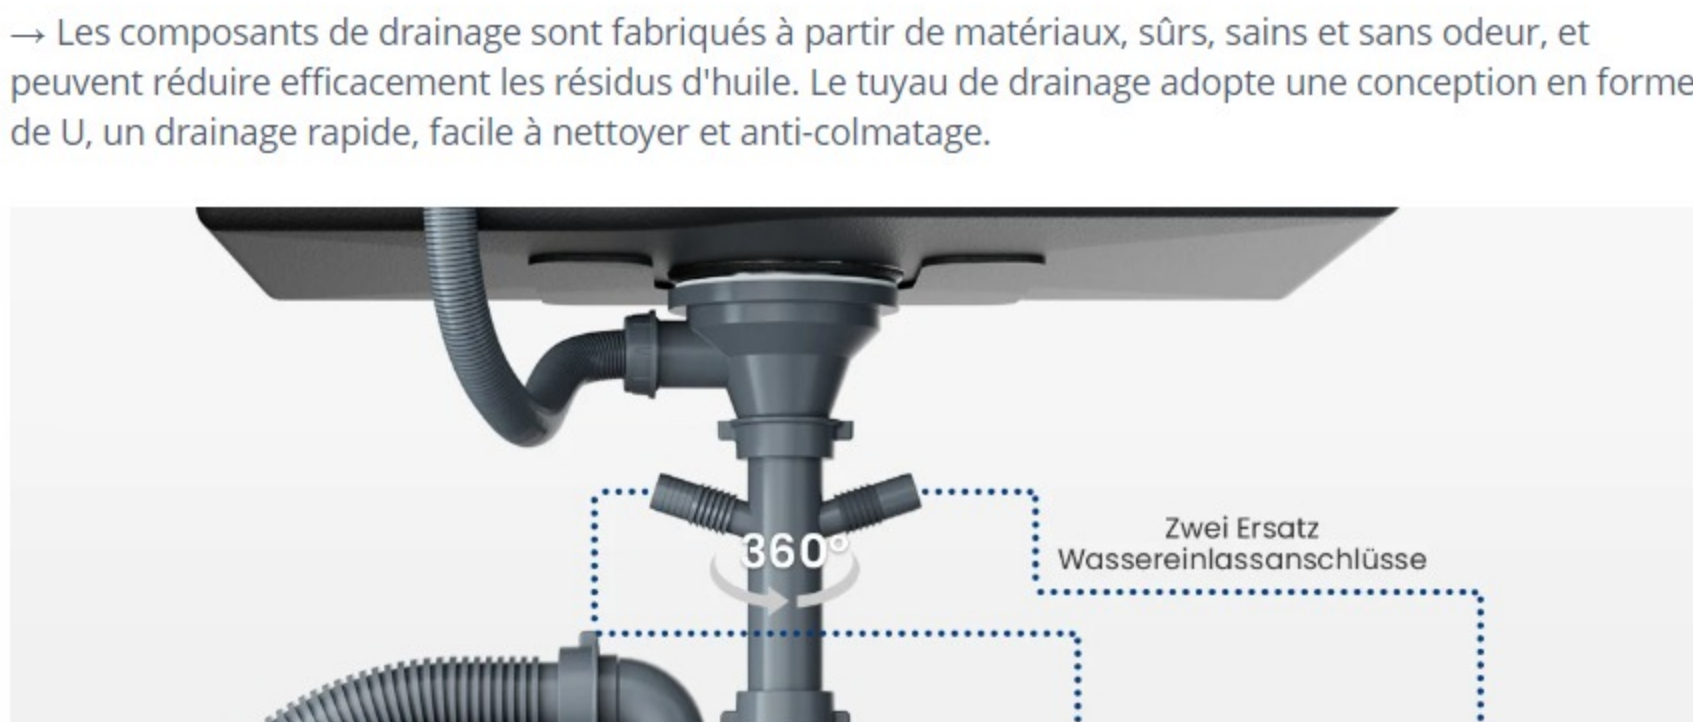 → Les composants de drainage sont fabriqués à partir de matériaux, sûrs, sains et sans odeur, et
peuvent réduire efficacement les résidus d'huile. Le tuyau de drainage adopte une conception en forme
de U, un drainage rapide, facile à nettoyer et anti-colmatage.
360°
Zwei Ersatz
Wassereinlassanschlüsse